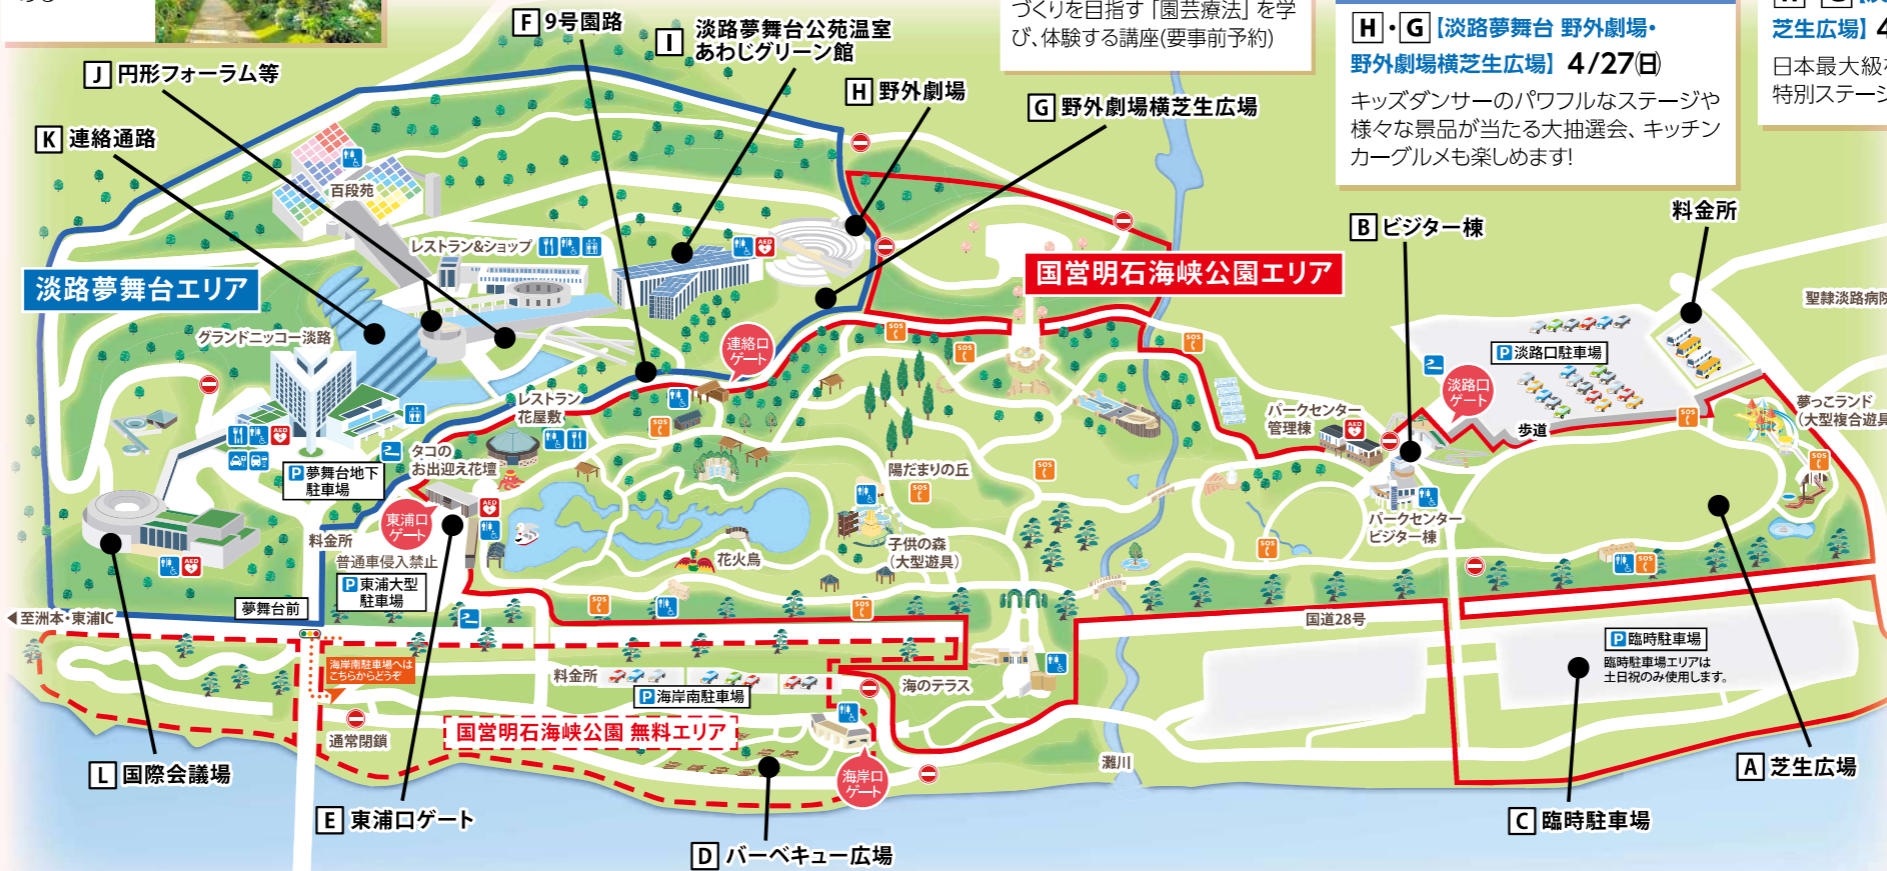 づくりを目指す「園芸療法」を学
び、体験する講座(要事前予約)
H・G【淡路夢舞台 野外劇場・
野外劇場横芝生広場】 4/27(日)
キッズダンサーのパワフルなステージや
様々な景品が当たる大抽選会、キッチン
カーグルメも楽しめます!
芝生広場】 4
日本最大級
特別ステージ
F 9号園路
I 淡路夢舞台公苑温室
あわじグリーン館
J 円形フォーラム等
H 野外劇場
G 野外劇場横芝生広場
K 連絡通路
百段苑
レストラン&ショップ
AED
淡路夢舞台エリア
国営明石海峡公園エリア
B ビジター棟
料金所
聖隷淡路病院
グランドニッコー淡路
連絡口
ゲート
SOS
SOS
SOS
P 淡路口駐車場
淡路口
ゲート
夢っこランド
(大型複合遊具
レストラン
花屋敷
パークセンター
管理棟
AED
歩道
SOS
SOS
AED
タコの
お出迎え花壇
P 夢舞台地下
駐車場
陽だまりの丘
SOS
SOS
SOS
東浦口
ゲート
AED
パークセンター
ビジター棟
料金所
普通車侵入禁止
P 東浦大型
駐車場
花火鳥
子供の森
(大型遊具)
SOS
SOS
AED
夢舞台前
SOS
SOS
◀至洲本・東浦IC
国道28号
海岸南駐車場へは
こちらからどうぞ
料金所
P 海岸南駐車場
海のテラス
P 臨時駐車場
臨時駐車場エリアは
土日祝のみ使用します。
通常閉鎖
国営明石海峡公園 無料エリア
海岸口
ゲート
灘川
L 国際会議場
A 芝生広場
E 東浦口ゲート
C 臨時駐車場
D バーベキュー広場